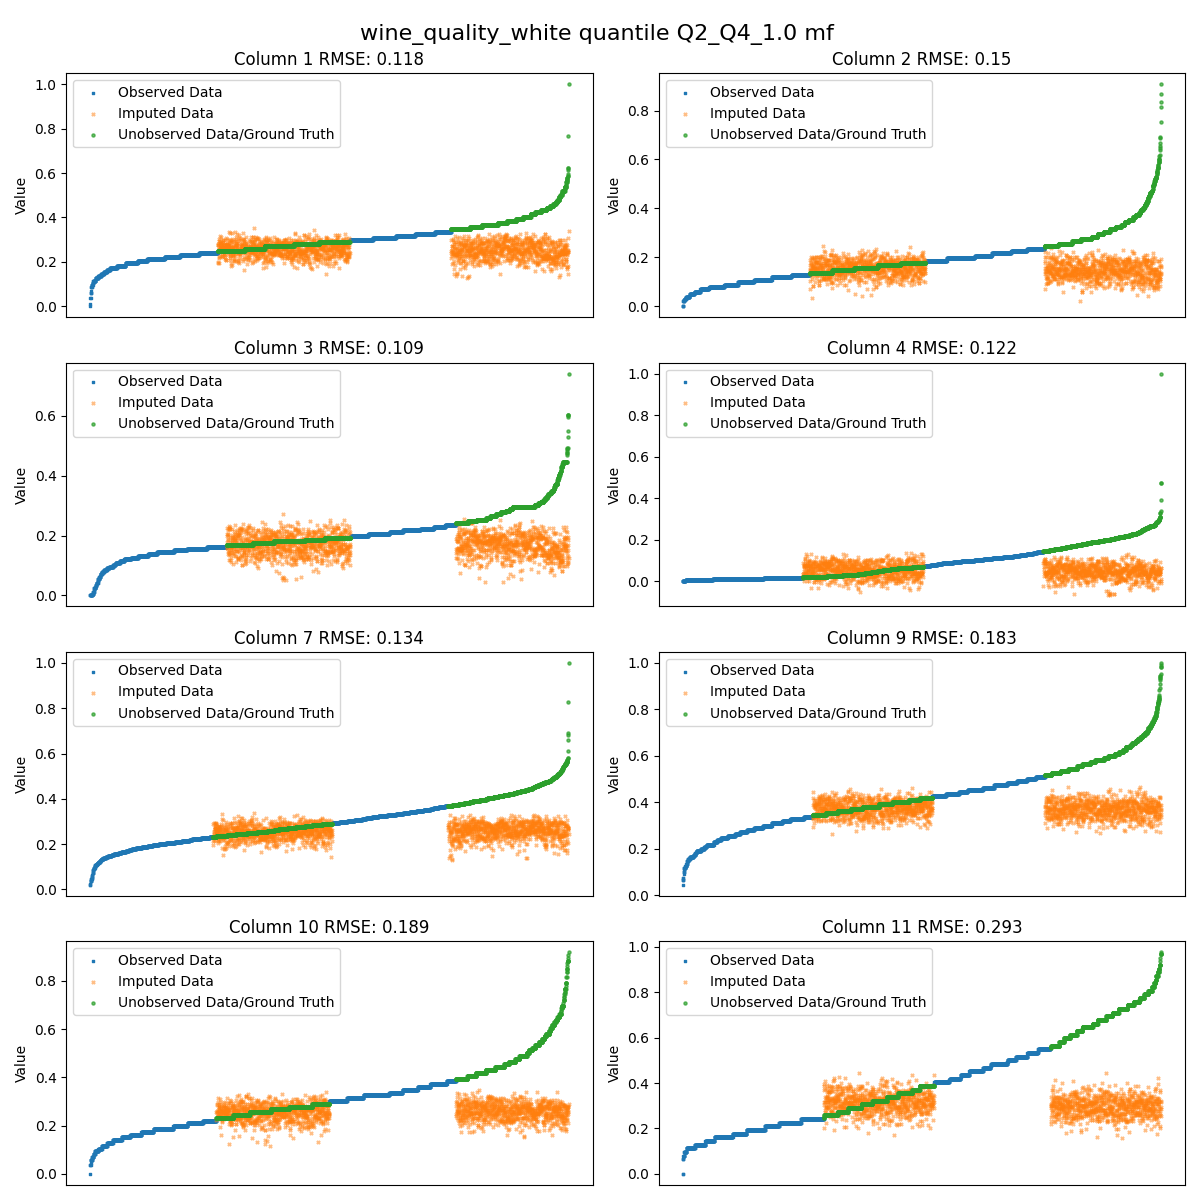 wine_quality_white quantile Q2_Q4_1.0 mf
Column 1 RMSE: 0.118
Value
1.0
0.8
0.6
0.4
0.2
0.0
Observed Data
Imputed Data
Unobserved Data/Ground Truth
Column 2 RMSE: 0.15
Value
0.8
0.6
0.4
0.2
0.0
Observed Data
Imputed Data
Unobserved Data/Ground Truth
Column 3 RMSE: 0.109
Value
0.6
0.4
0.2
0.0
Observed Data
Imputed Data
Unobserved Data/Ground Truth
Column 4 RMSE: 0.122
Value
1.0
0.8
0.6
0.4
0.2
0.0
Observed Data
Imputed Data
Unobserved Data/Ground Truth
Column 7 RMSE: 0.134
Value
1.0
0.8
0.6
0.4
0.2
0.0
Observed Data
Imputed Data
Unobserved Data/Ground Truth
Column 9 RMSE: 0.183
Value
1.0
0.8
0.6
0.4
0.2
0.0
Observed Data
Imputed Data
Unobserved Data/Ground Truth
Column 10 RMSE: 0.189
Value
0.8
0.6
0.4
0.2
0.0
Observed Data
Imputed Data
Unobserved Data/Ground Truth
Column 11 RMSE: 0.293
Value
1.0
0.8
0.6
0.4
0.2
0.0
Observed Data
Imputed Data
Unobserved Data/Ground Truth